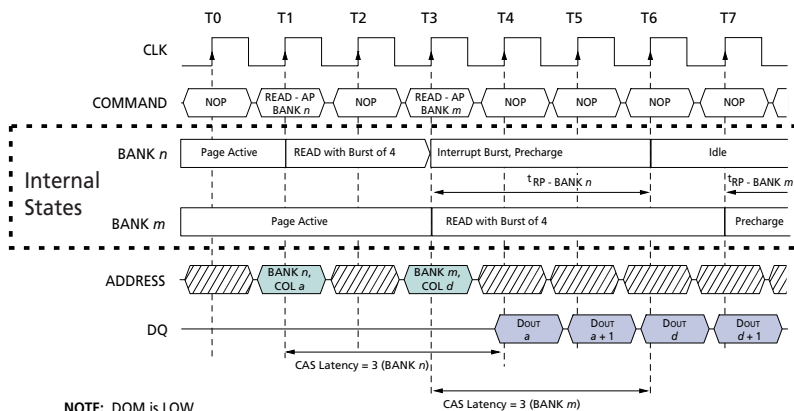 T0 T1 T2 T3 T4 T5 T6 T7
CLK
COMMAND NOP READ - AP BANK n NOP READ - AP BANK m NOP NOP NOP NOP
Internal States
BANK n Page Active READ with Burst of 4 Interrupt Burst, Precharge Idle
tRP - BANK n tRP - BANK m
BANK m Page Active READ with Burst of 4 Precharge
ADDRESS BANK n, COL a BANK m, COL d
DQ DOUT a DOUT a + 1 DOUT d DOUT d + 1
CAS Latency = 3 (BANK n)
CAS Latency = 3 (BANK m)
NOTE: DQM is LOW